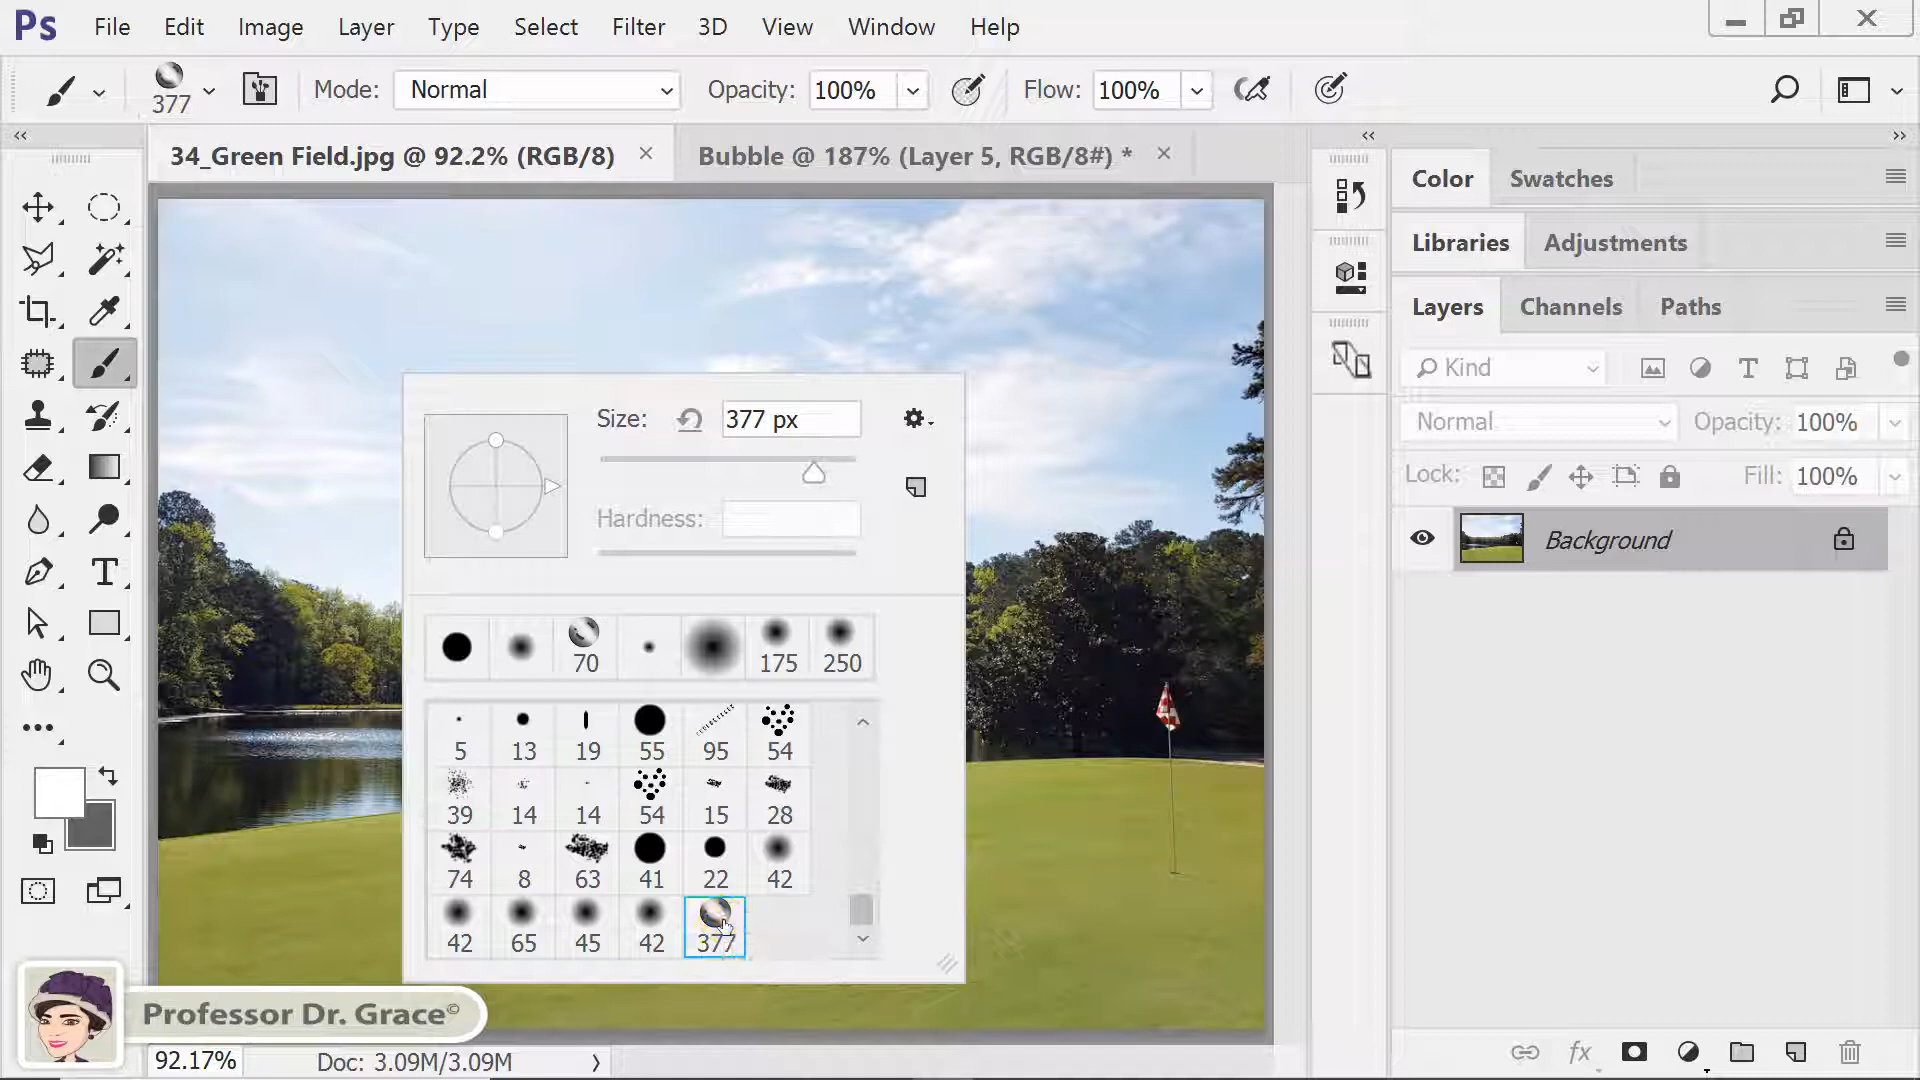 Ps File Edit Image Layer Type Select Filter 3D View Window Help
377 Mode: Normal Opacity: 100% Flow: 100%
34_Green Field.jpg @ 92.2% (RGB/8) × Bubble @ 187% (Layer 5, RGB/8#) * ×
Color Swatches
Libraries Adjustments
Layers Channels Paths
Kind
Normal Opacity: 100%
Lock: Fill: 100%
Background
Size: 377 px
Hardness:
70 175 250
5 13 19 55 95 54
39 14 14 54 15 28
74 8 63 41 22 42
42 65 45 42 377
T
Professor Dr. Grace©
92.17% Doc: 3.09M/3.09M
fx